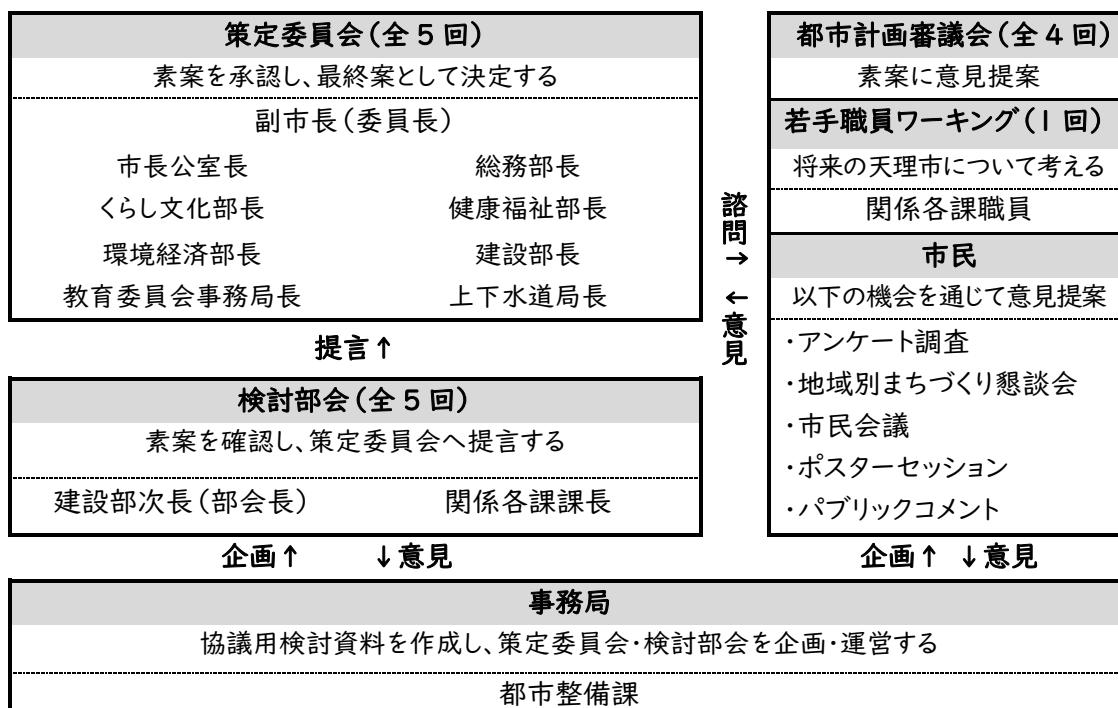 策定委員会(全5回)
素案を承認し、最終案として決定する
副市長(委員長)
市長公室長 総務部長
くらし文化部長 健康福祉部長
環境経済部長 建設部長
教育委員会事務局長 上下水道局長
提言↑
検討部会(全5回)
素案を確認し、策定委員会へ提言する
建設部次長(部会長) 関係各課課長
企画↑ ↓意見
諮問→ ←意見
都市計画審議会(全4回)
素案に意見提案
若手職員ワーキング(1回)
将来の天理市について考える
関係各課職員
市民
以下の機会を通じて意見提案
・アンケート調査
・地域別まちづくり懇談会
・市民会議
・ポスターセッション
・パブリックコメント
企画↑ ↓意見
事務局
協議用検討資料を作成し、策定委員会・検討部会を企画・運営する
都市整備課